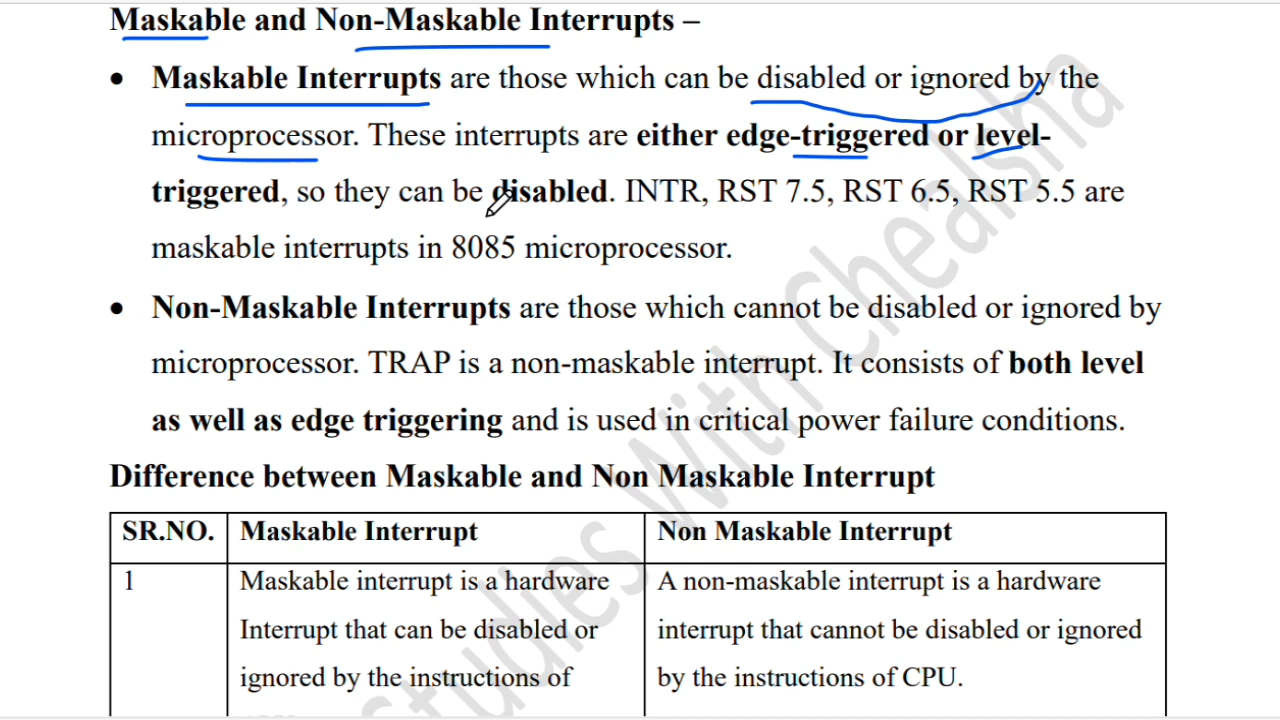 Maskable and Non-Maskable Interrupts –
• Maskable Interrupts are those which can be disabled or ignored by the
microprocessor. These interrupts are either edge-triggered or level-
triggered, so they can be disabled. INTR, RST 7.5, RST 6.5, RST 5.5 are
maskable interrupts in 8085 microprocessor.
• Non-Maskable Interrupts are those which cannot be disabled or ignored by
microprocessor. TRAP is a non-maskable interrupt. It consists of both level
as well as edge triggering and is used in critical power failure conditions.
Difference between Maskable and Non Maskable Interrupt
SR.NO. Maskable Interrupt Non Maskable Interrupt
1 Maskable interrupt is a hardware A non-maskable interrupt is a hardware
Interrupt that can be disabled or interrupt that cannot be disabled or ignored
ignored by the instructions of by the instructions of CPU.
Studies With Chealsha